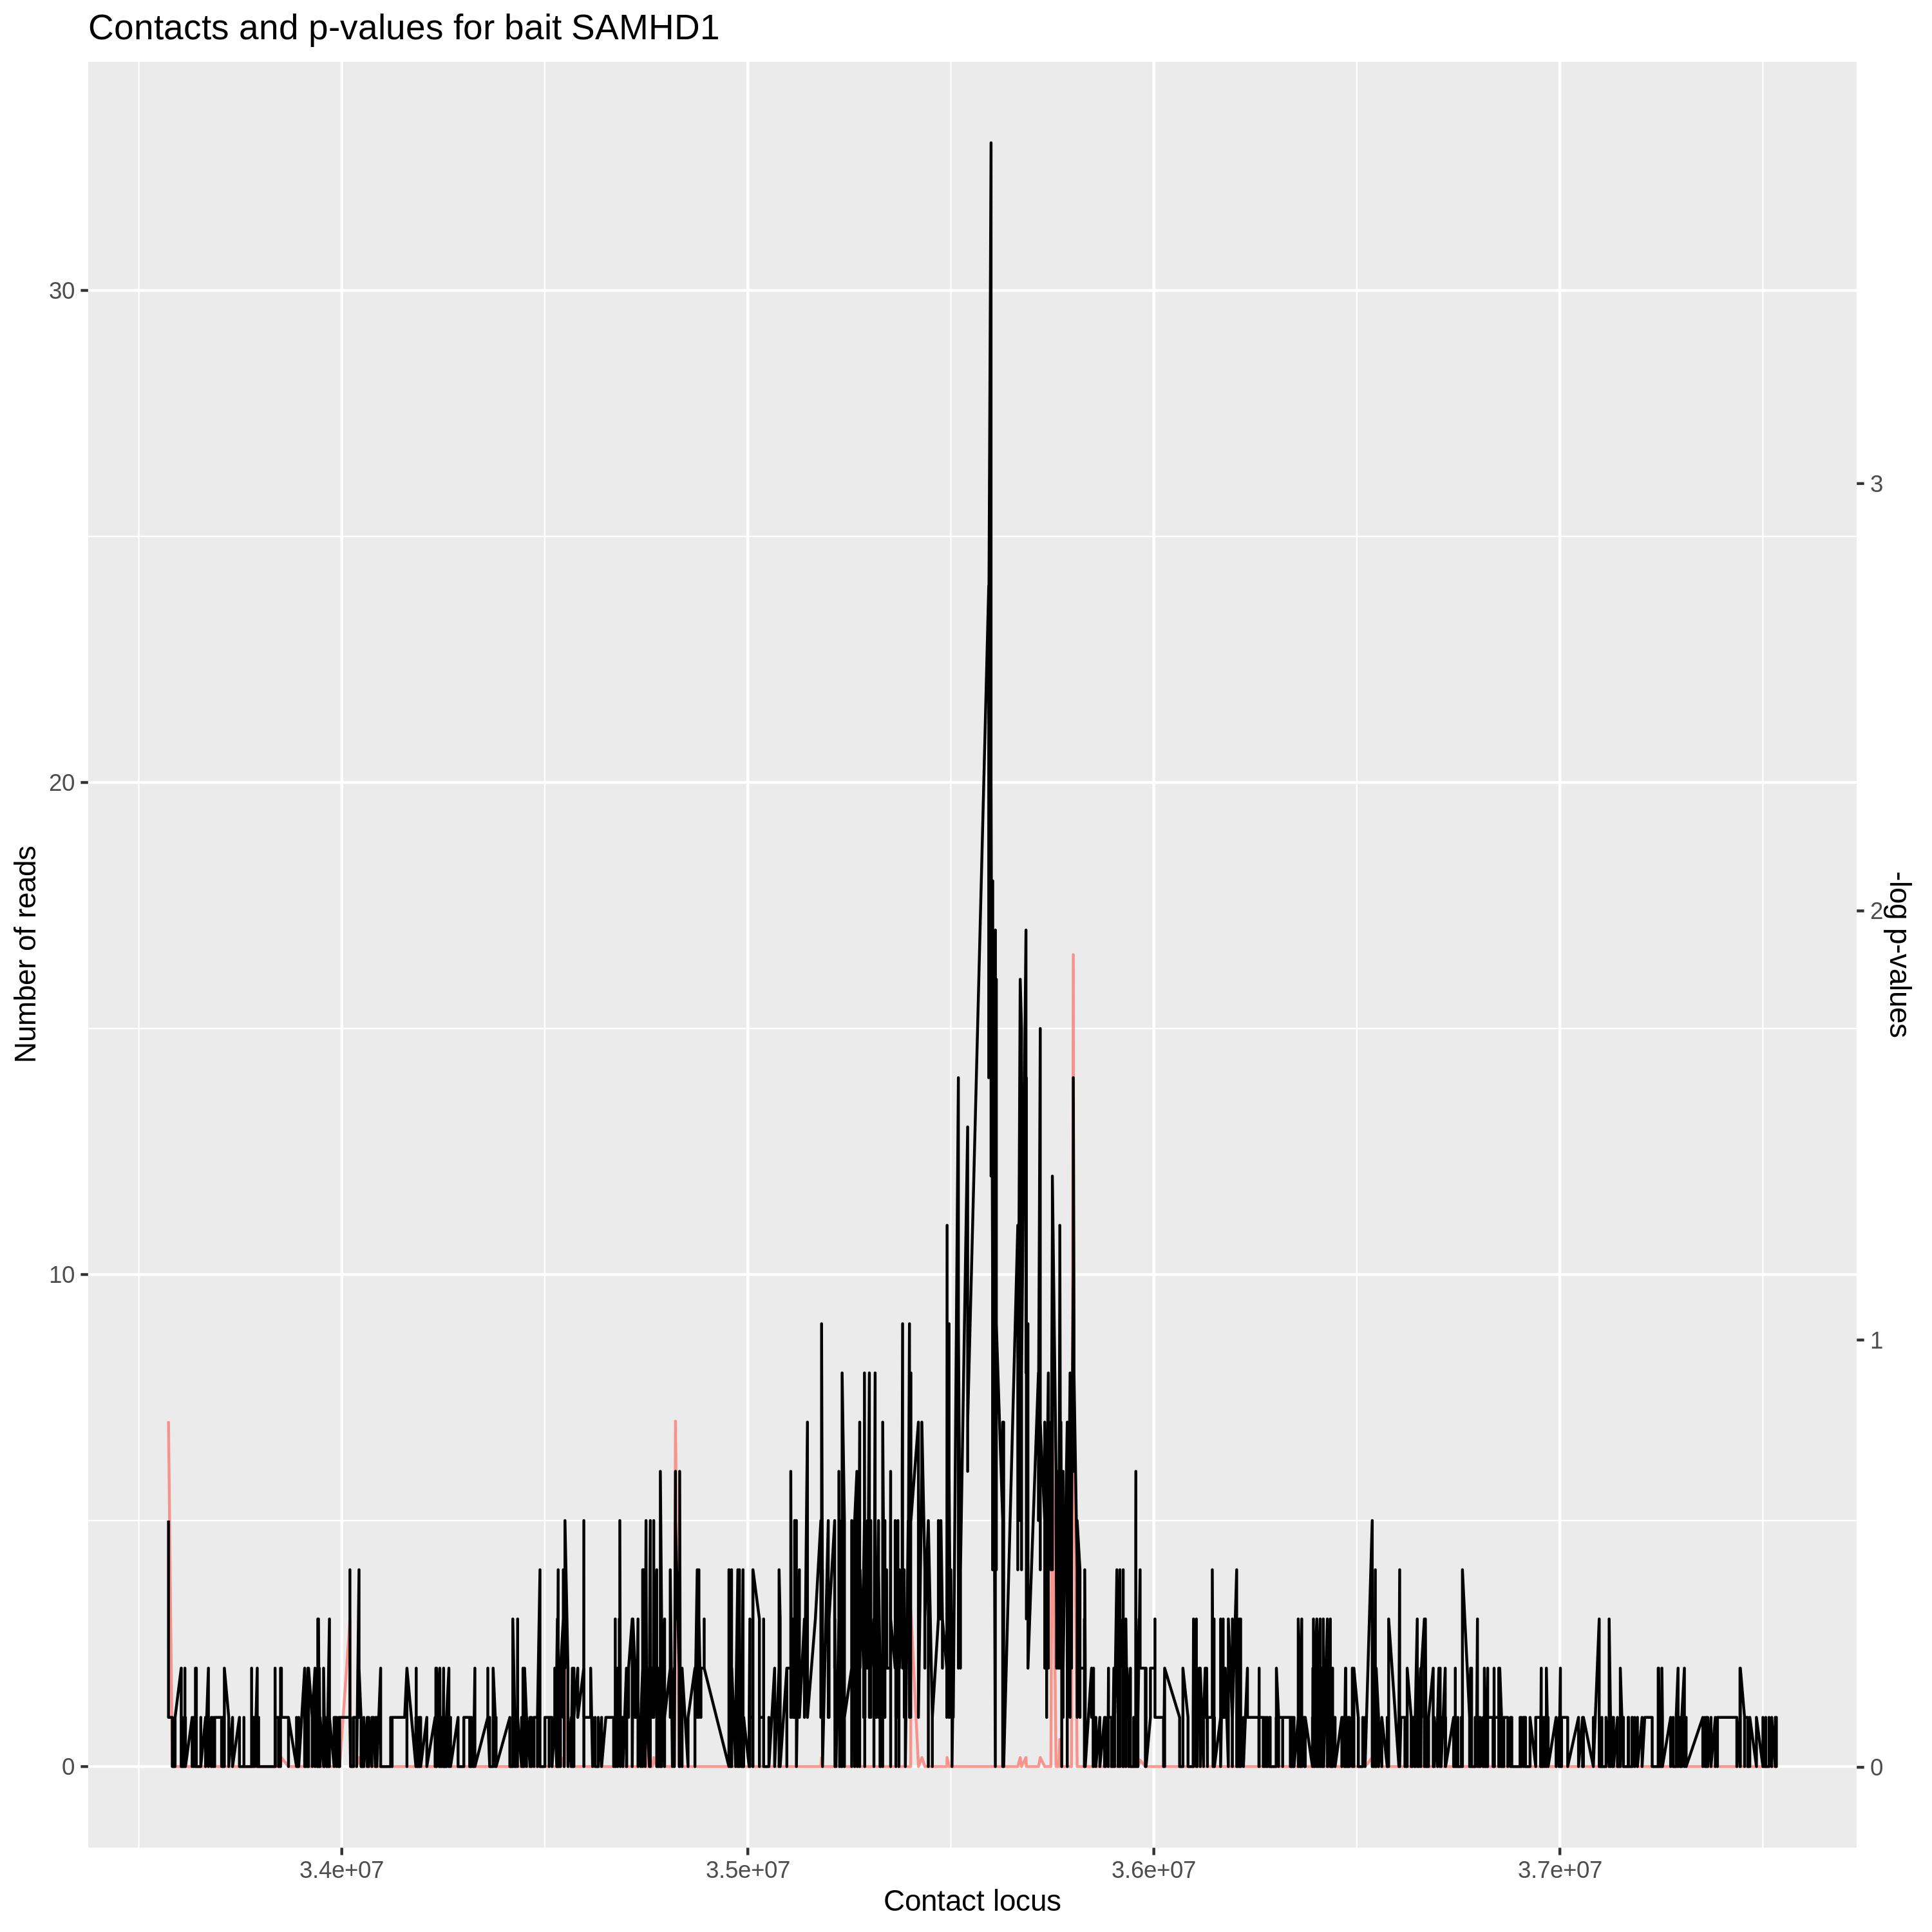 Contacts and p-values for bait SAMHD1
30
20
10
0
Number of reads
3
2
1
0
-log p-values
3.4e+07 3.5e+07 3.6e+07 3.7e+07
Contact locus